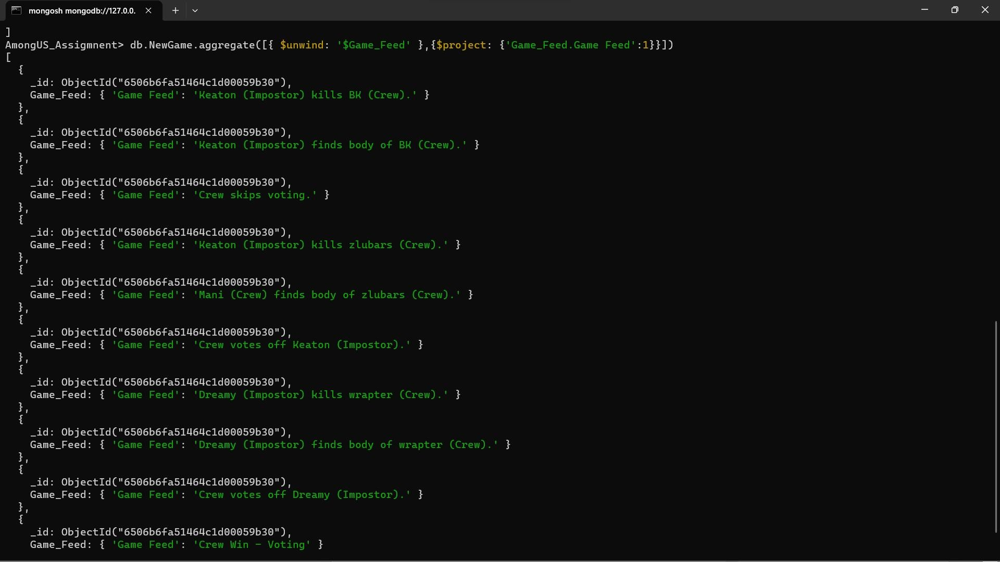 mongosh mongodb://127.0.0.
]
AmongUS_Assigmnent> db.NewGame.aggregate([{ $unwind: '$Game_Feed' },{$project: {'Game_Feed.Game Feed':1}}])
[
  {
    _id: ObjectId("6506b6fa51464c1d00059b30"),
    Game_Feed: { 'Game Feed': 'Keaton (Impostor) kills BK (Crew).' }
  },
  {
    _id: ObjectId("6506b6fa51464c1d00059b30"),
    Game_Feed: { 'Game Feed': 'Keaton (Impostor) finds body of BK (Crew).' }
  },
  {
    _id: ObjectId("6506b6fa51464c1d00059b30"),
    Game_Feed: { 'Game Feed': 'Crew skips voting.' }
  },
  {
    _id: ObjectId("6506b6fa51464c1d00059b30"),
    Game_Feed: { 'Game Feed': 'Keaton (Impostor) kills zlubars (Crew).' }
  },
  {
    _id: ObjectId("6506b6fa51464c1d00059b30"),
    Game_Feed: { 'Game Feed': 'Mani (Crew) finds body of zlubars (Crew).' }
  },
  {
    _id: ObjectId("6506b6fa51464c1d00059b30"),
    Game_Feed: { 'Game Feed': 'Crew votes off Keaton (Impostor).' }
  },
  {
    _id: ObjectId("6506b6fa51464c1d00059b30"),
    Game_Feed: { 'Game Feed': 'Dreamy (Impostor) kills wrapter (Crew).' }
  },
  {
    _id: ObjectId("6506b6fa51464c1d00059b30"),
    Game_Feed: { 'Game Feed': 'Dreamy (Impostor) finds body of wrapter (Crew).' }
  },
  {
    _id: ObjectId("6506b6fa51464c1d00059b30"),
    Game_Feed: { 'Game Feed': 'Crew votes off Dreamy (Impostor).' }
  },
  {
    _id: ObjectId("6506b6fa51464c1d00059b30"),
    Game_Feed: { 'Game Feed': 'Crew Win - Voting' }